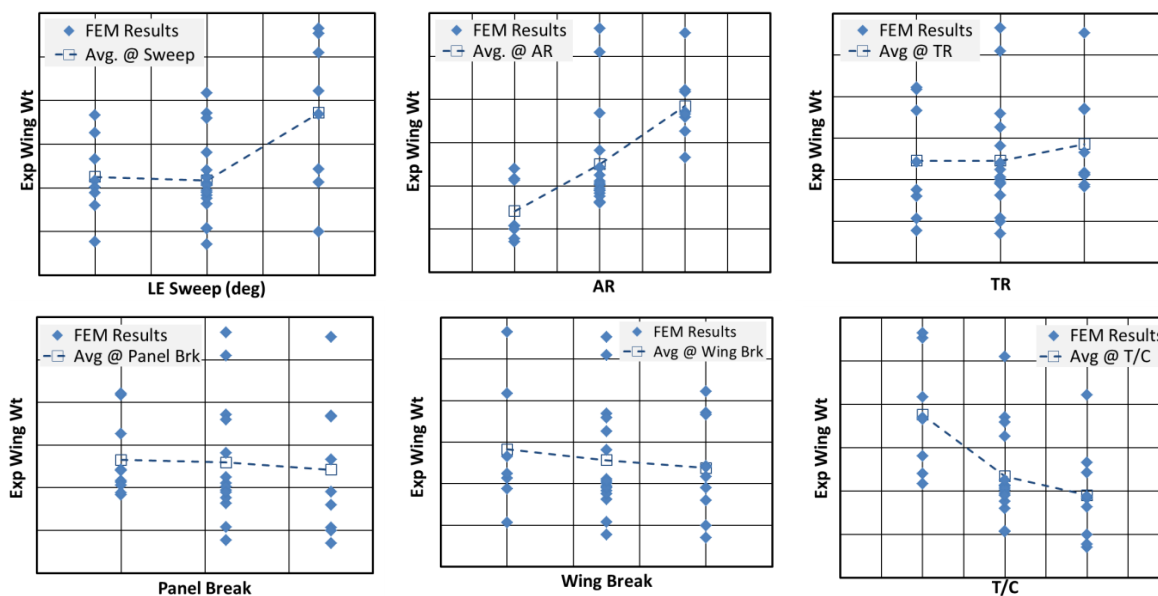 FEM Results
Avg. @ Sweep
Exp Wing Wt
LE Sweep (deg)
FEM Results
Avg. @ AR
Exp Wing Wt
AR
FEM Results
Avg @ TR
Exp Wing Wt
TR
FEM Results
Avg @ Panel Brk
Exp Wing Wt
Panel Break
FEM Results
Avg @ Wing Brk
Exp Wing Wt
Wing Break
FEM Results
Avg @ T/C
Exp Wing Wt
T/C